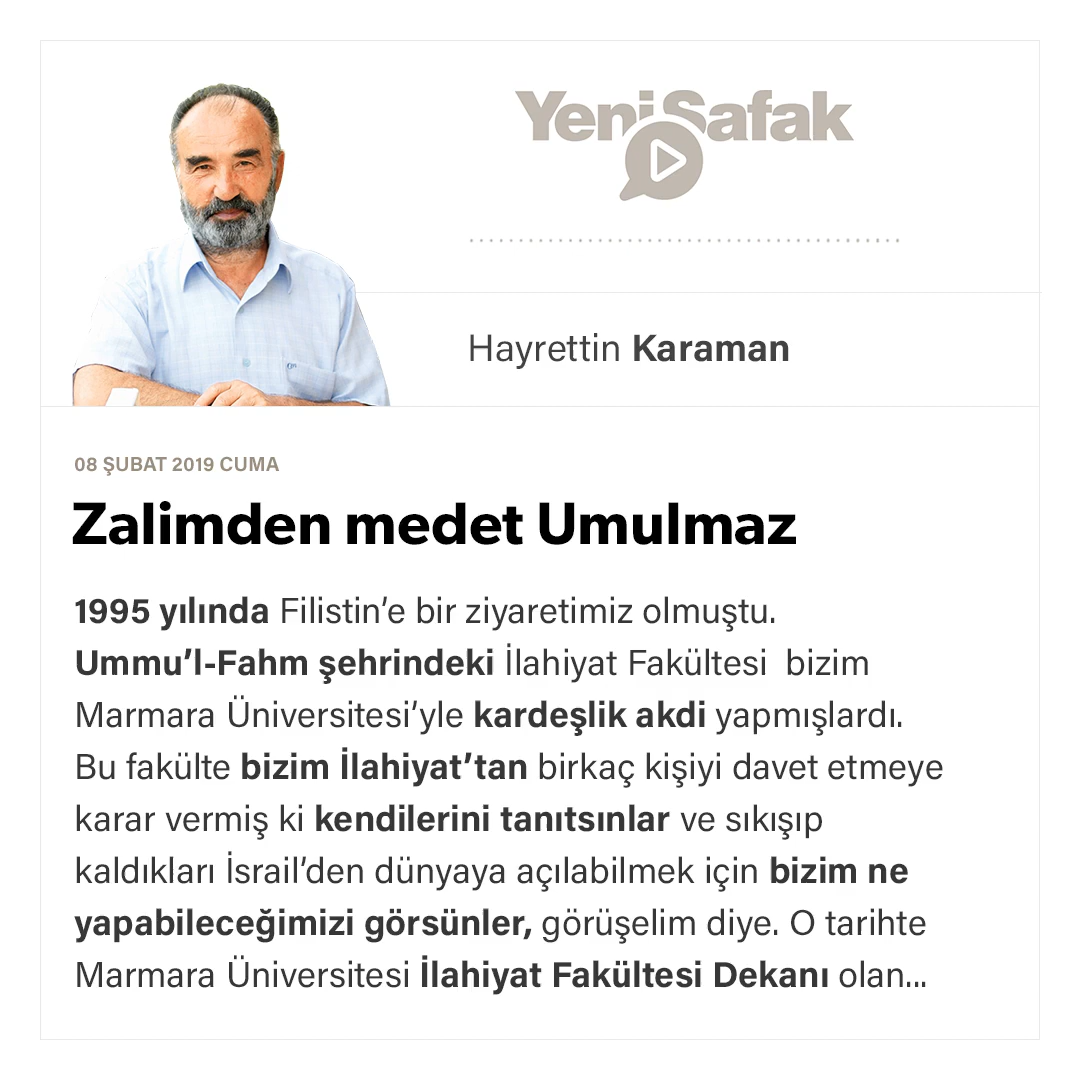 YeniŞafak
Hayrettin Karaman
08 ŞUBAT 2019 CUMA
Zalimden medet Umulmaz
1995 yılında Filistin’e bir ziyaretimiz olmuştu.
Ummu’l-Fahm şehrindeki İlahiyat Fakültesi  bizim
Marmara Üniversitesi’yle kardeşlik akdi yapmışlardı.
Bu fakülte bizim İlahiyat’tan birkaç kişiyi davet etmeye
karar vermiş ki kendilerini tanıtsınlar ve sıkışıp
kaldıkları İsrail’den dünyaya açılabilmek için bizim ne
yapabileceğimizi görsünler, görüşelim diye. O tarihte
Marmara Üniversitesi İlahiyat Fakültesi Dekanı olan...